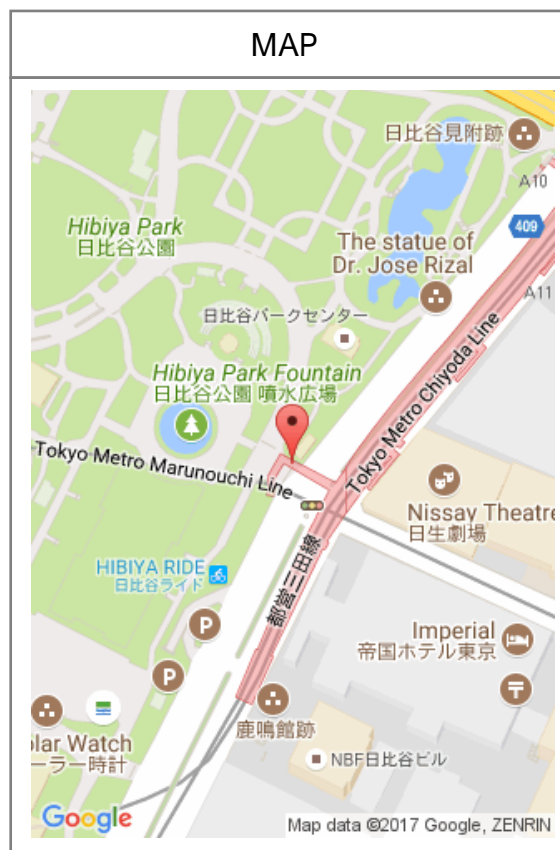 MAP
日比谷見附跡
A10
Hibiya Park
日比谷公園
409
The statue of
Dr. Jose Rizal
A11
日比谷パークセンター
Hibiya Park Fountain
日比谷公園 噴水広場
Tokyo Metro Chiyoda Line
Tokyo Metro Marunouchi Line
Nissay Theatre
日生劇場
都営三田線
HIBIYA RIDE
日比谷ライド
P
Imperial
帝国ホテル東京
P
〒
鹿鳴館跡
olar Watch
ーラー時計
NBF日比谷ビル
Google
Map data ©2017 Google, ZENRIN